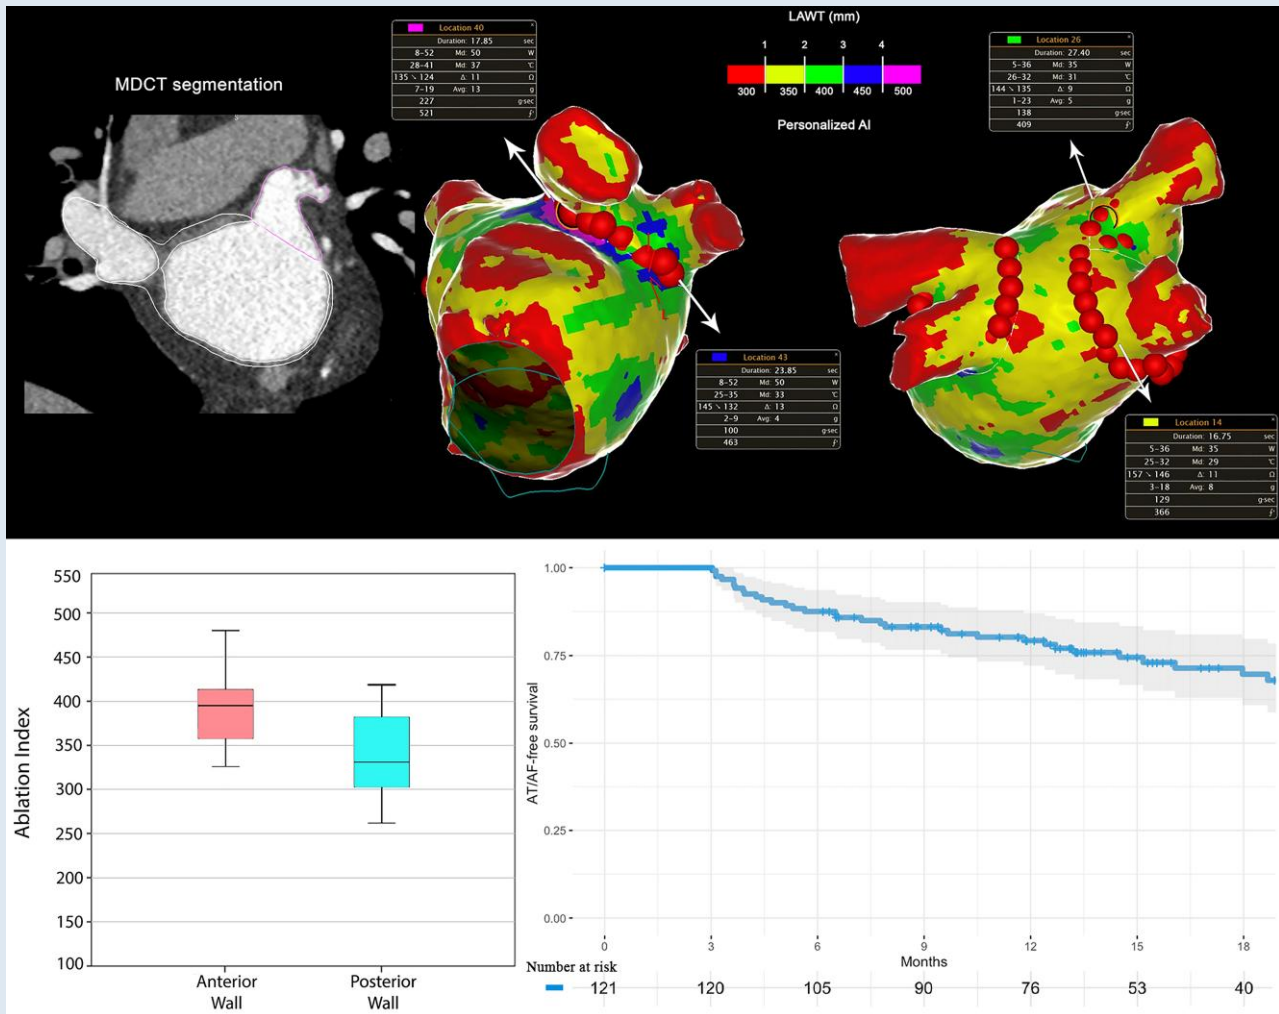 MDCT segmentation
Location 40
Duration: 17.85 sec
8-52 Md: 50 W
28-41 Md: 37 °C
135 ↘ 124 Δ: 11 Ω
7-19 Avg: 13 g
227 g·sec
521
LAWT (mm)
1 2 3 4
300 350 400 450 500
Personalized AI
Location 26
Duration: 27.40 sec
5-36 Md: 35 W
26-32 Md: 31 °C
144 ↘ 135 Δ: 9 Ω
1-23 Avg: 5 g
138 g·sec
409
Location 43
Duration: 23.85 sec
8-52 Md: 50 W
25-35 Md: 33 °C
145 ↘ 132 Δ: 13 Ω
2-9 Avg: 4 g
100 g·sec
463
Location 14
Duration: 16.75 sec
5-36 Md: 35 W
25-32 Md: 29 °C
157 ↘ 146 Δ: 11 Ω
3-18 Avg: 8 g
129 g·sec
366
Ablation Index
550
500
450
400
350
300
250
200
150
100
Anterior Wall
Posterior Wall
AT/AF-free survival
1.00
0.75
0.50
0.25
0.00
0 3 6 9 12 15 18
Months
Number at risk
121 120 105 90 76 53 40